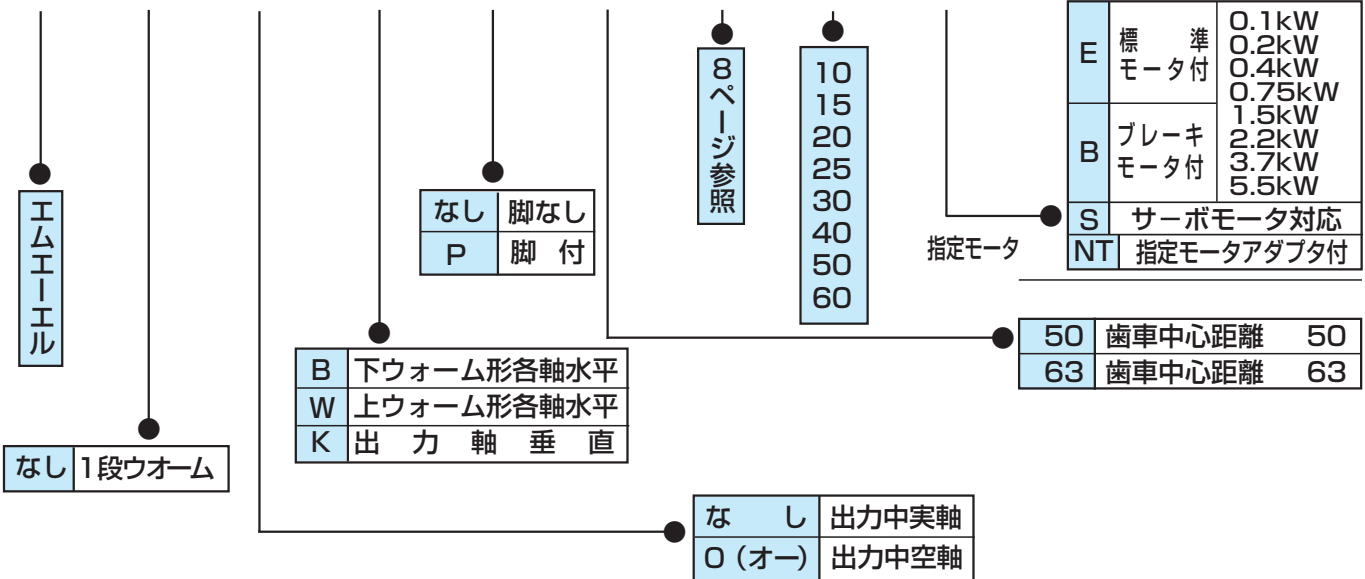 エムエーエル
なし 1段ウオーム
な し 出力中実軸
O（オー） 出力中空軸
B 下ウォーム形各軸水平
W 上ウォーム形各軸水平
K 出力軸垂直
なし 脚なし
P 脚 付
50 歯車中心距離 50
63 歯車中心距離 63
8ページ参照
10
15
20
25
30
40
50
60
指定モータ
E 標準モータ付
B ブレーキモータ付
0.1kW
0.2kW
0.4kW
0.75kW
1.5kW
2.2kW
3.7kW
5.5kW
S サーボモータ対応
NT 指定モータアダプタ付